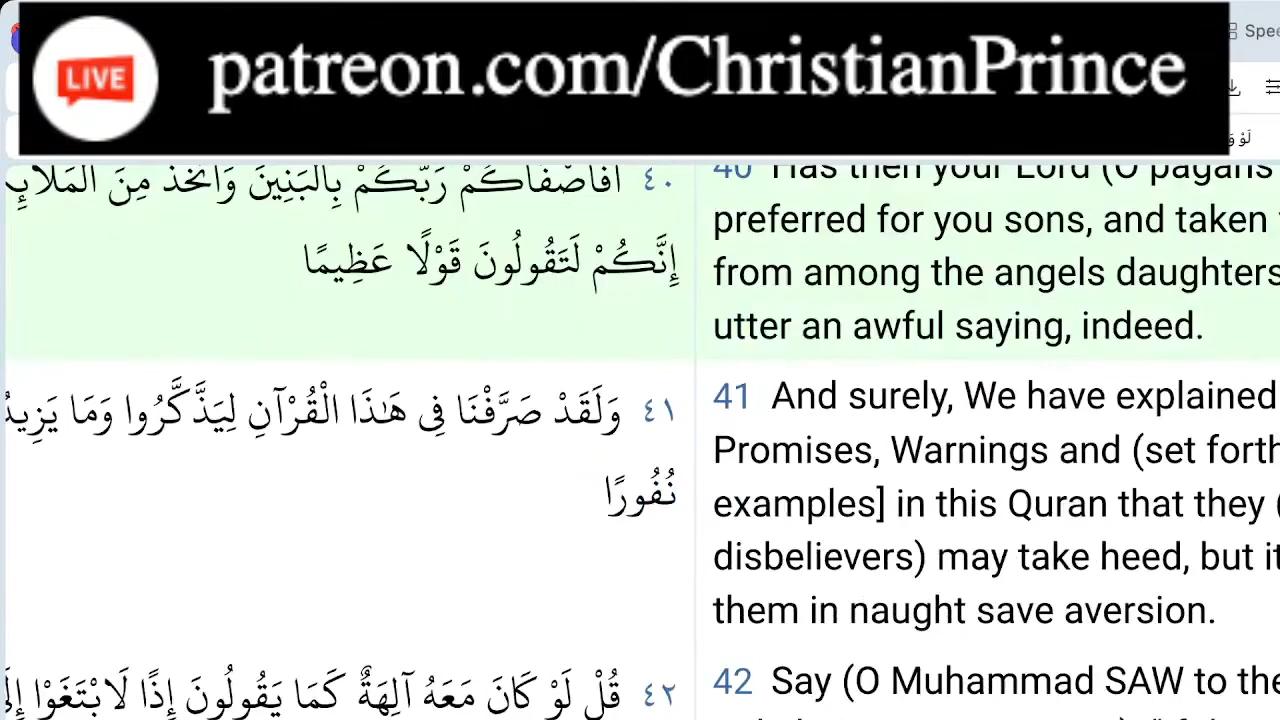 LIVE
patreon.com/ChristianPrince
Spee
لَوْ
٤٠ أَفَأَصْفَاكُمْ رَبُّكُمْ بِالْبَنِينَ وَاتَّخَذَ مِنَ
إِنَّكُمْ لَتَقُولُونَ قَوْلًا عَظِيمًا
٤١ وَلَقَدْ صَرَّفْنَا فِى هَٰذَا الْقُرْآنِ لِيَذَّكَّرُوا وَمَا
نُفُورًا
٤٢ قُلْ لَوْ كَانَ مَعَهُ آلِهَةٌ كَمَا يَقُولُونَ إِذًا لَابْتَغَوْا
40 Has then your Lord (O pagans
preferred for you sons, and taken
from among the angels daughters
utter an awful saying, indeed.
41 And surely, We have explained
Promises, Warnings and (set forth
examples] in this Quran that they (
disbelievers) may take heed, but it
them in naught save aversion.
42 Say (O Muhammad SAW to the